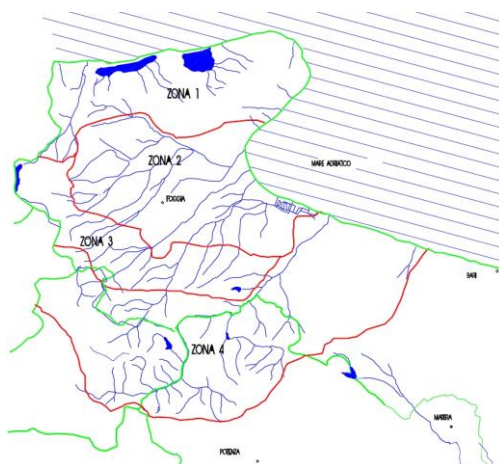 ZONA 1
ZONA 2
MARE ADRIATICO
FOGGIA
ZONA 3
BARI
ZONA 4
MATERA
POTENZA